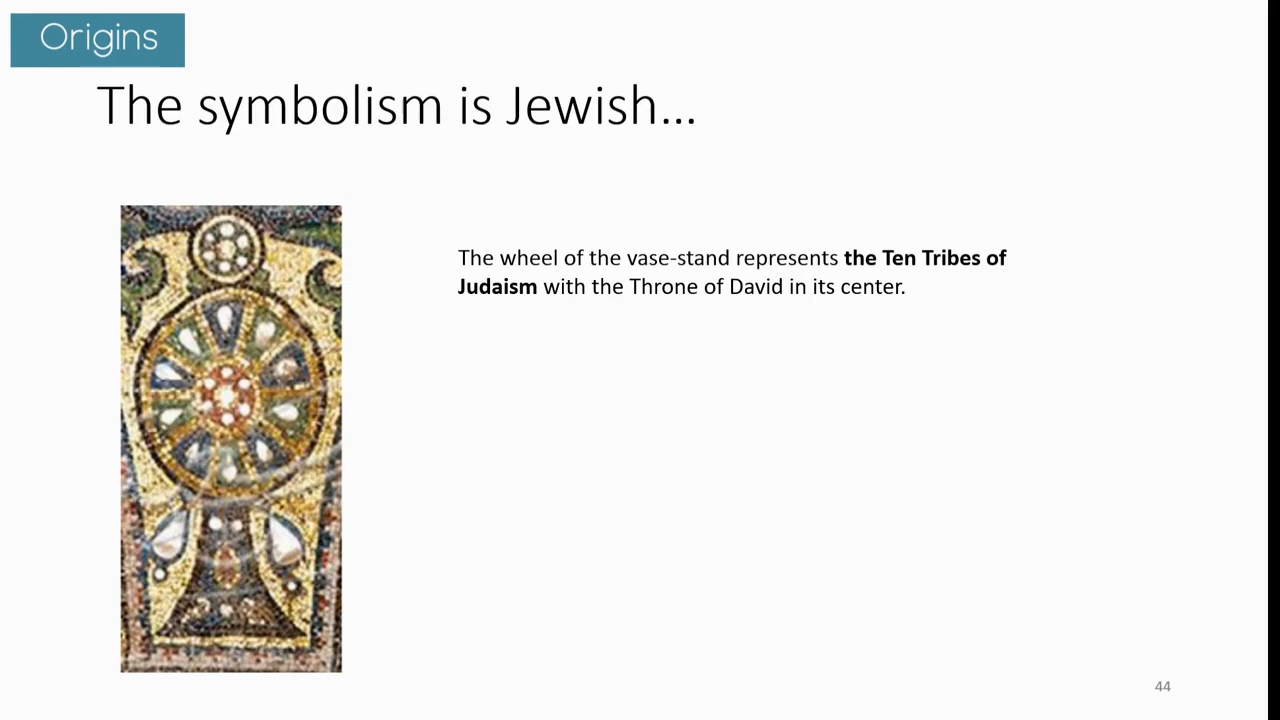 Origins
The symbolism is Jewish...
The wheel of the vase-stand represents the Ten Tribes of
Judaism with the Throne of David in its center.
44